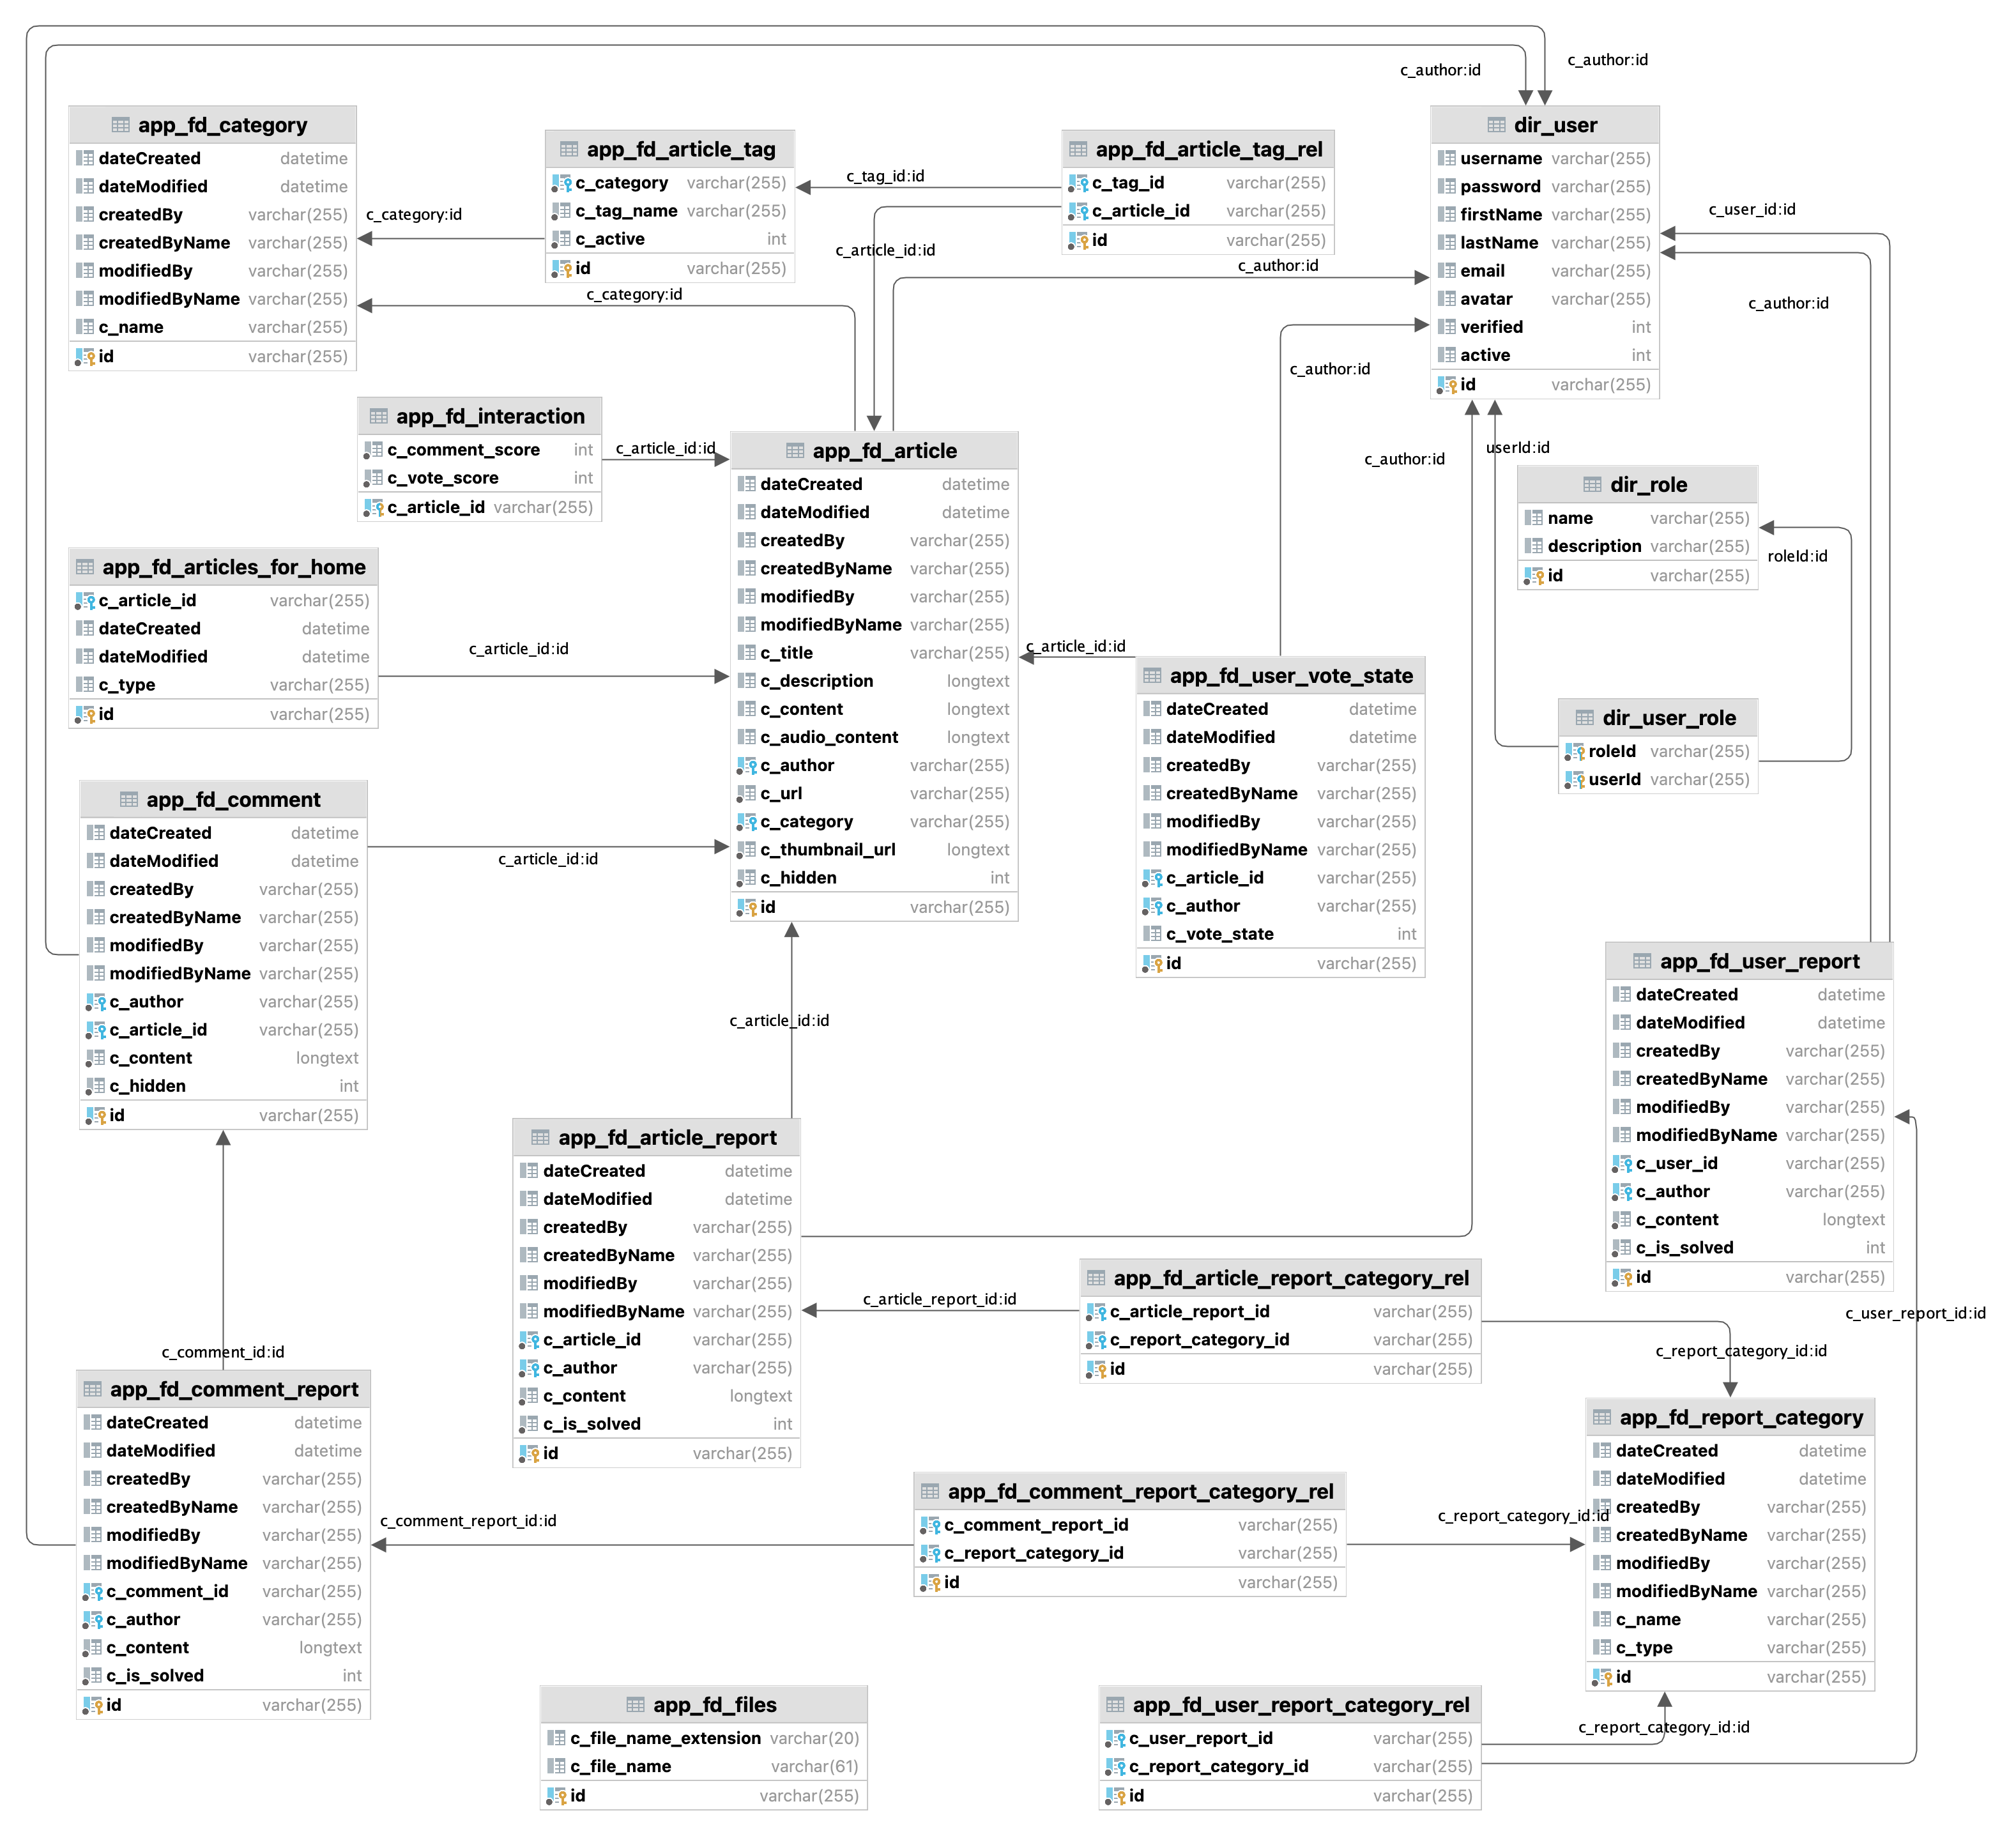 c_author:id
c_author:id
app_fd_category
dateCreated datetime
dateModified datetime
createdBy varchar(255)
createdByName varchar(255)
modifiedBy varchar(255)
modifiedByName varchar(255)
c_name varchar(255)
id varchar(255)
c_category:id
app_fd_article_tag
c_category varchar(255)
c_tag_name varchar(255)
c_active int
id varchar(255)
c_tag_id:id
app_fd_article_tag_rel
c_tag_id varchar(255)
c_article_id varchar(255)
id varchar(255)
c_article_id:id
c_author:id
c_category:id
dir_user
username varchar(255)
password varchar(255)
firstName varchar(255)
lastName varchar(255)
email varchar(255)
avatar varchar(255)
verified int
active int
id varchar(255)
c_user_id:id
c_author:id
c_author:id
app_fd_interaction
c_comment_score int
c_vote_score int
c_article_id varchar(255)
c_article_id:id
app_fd_article
dateCreated datetime
dateModified datetime
createdBy varchar(255)
createdByName varchar(255)
modifiedBy varchar(255)
modifiedByName varchar(255)
c_title varchar(255)
c_description longtext
c_content longtext
c_audio_content longtext
c_author varchar(255)
c_url varchar(255)
c_category varchar(255)
c_thumbnail_url longtext
c_hidden int
id varchar(255)
c_author:id
userId:id
dir_role
name varchar(255)
description varchar(255)
id varchar(255)
roleId:id
app_fd_articles_for_home
c_article_id varchar(255)
dateCreated datetime
dateModified datetime
c_type varchar(255)
id varchar(255)
c_article_id:id
c_article_id:id
app_fd_user_vote_state
dateCreated datetime
dateModified datetime
createdBy varchar(255)
createdByName varchar(255)
modifiedBy varchar(255)
modifiedByName varchar(255)
c_article_id varchar(255)
c_author varchar(255)
c_vote_state int
id varchar(255)
dir_user_role
roleId varchar(255)
userId varchar(255)
app_fd_comment
dateCreated datetime
dateModified datetime
createdBy varchar(255)
createdByName varchar(255)
modifiedBy varchar(255)
modifiedByName varchar(255)
c_author varchar(255)
c_article_id varchar(255)
c_content longtext
c_hidden int
id varchar(255)
c_article_id:id
c_article_id:id
app_fd_user_report
dateCreated datetime
dateModified datetime
createdBy varchar(255)
createdByName varchar(255)
modifiedBy varchar(255)
modifiedByName varchar(255)
c_user_id varchar(255)
c_author varchar(255)
c_content longtext
c_is_solved int
id varchar(255)
app_fd_article_report
dateCreated datetime
dateModified datetime
createdBy varchar(255)
createdByName varchar(255)
modifiedBy varchar(255)
modifiedByName varchar(255)
c_article_id varchar(255)
c_author varchar(255)
c_content longtext
c_is_solved int
id varchar(255)
c_article_report_id:id
app_fd_article_report_category_rel
c_article_report_id varchar(255)
c_report_category_id varchar(255)
id varchar(255)
c_user_report_id:id
c_report_category_id:id
c_comment_id:id
app_fd_comment_report
dateCreated datetime
dateModified datetime
createdBy varchar(255)
createdByName varchar(255)
modifiedBy varchar(255)
modifiedByName varchar(255)
c_comment_id varchar(255)
c_author varchar(255)
c_content longtext
c_is_solved int
id varchar(255)
c_comment_report_id:id
app_fd_comment_report_category_rel
c_comment_report_id varchar(255)
c_report_category_id varchar(255)
id varchar(255)
c_report_category_id:id
app_fd_report_category
dateCreated datetime
dateModified datetime
createdBy varchar(255)
createdByName varchar(255)
modifiedBy varchar(255)
modifiedByName varchar(255)
c_name varchar(255)
c_type varchar(255)
id varchar(255)
app_fd_files
c_file_name_extension varchar(20)
c_file_name varchar(61)
id varchar(255)
app_fd_user_report_category_rel
c_user_report_id varchar(255)
c_report_category_id varchar(255)
id varchar(255)
c_report_category_id:id